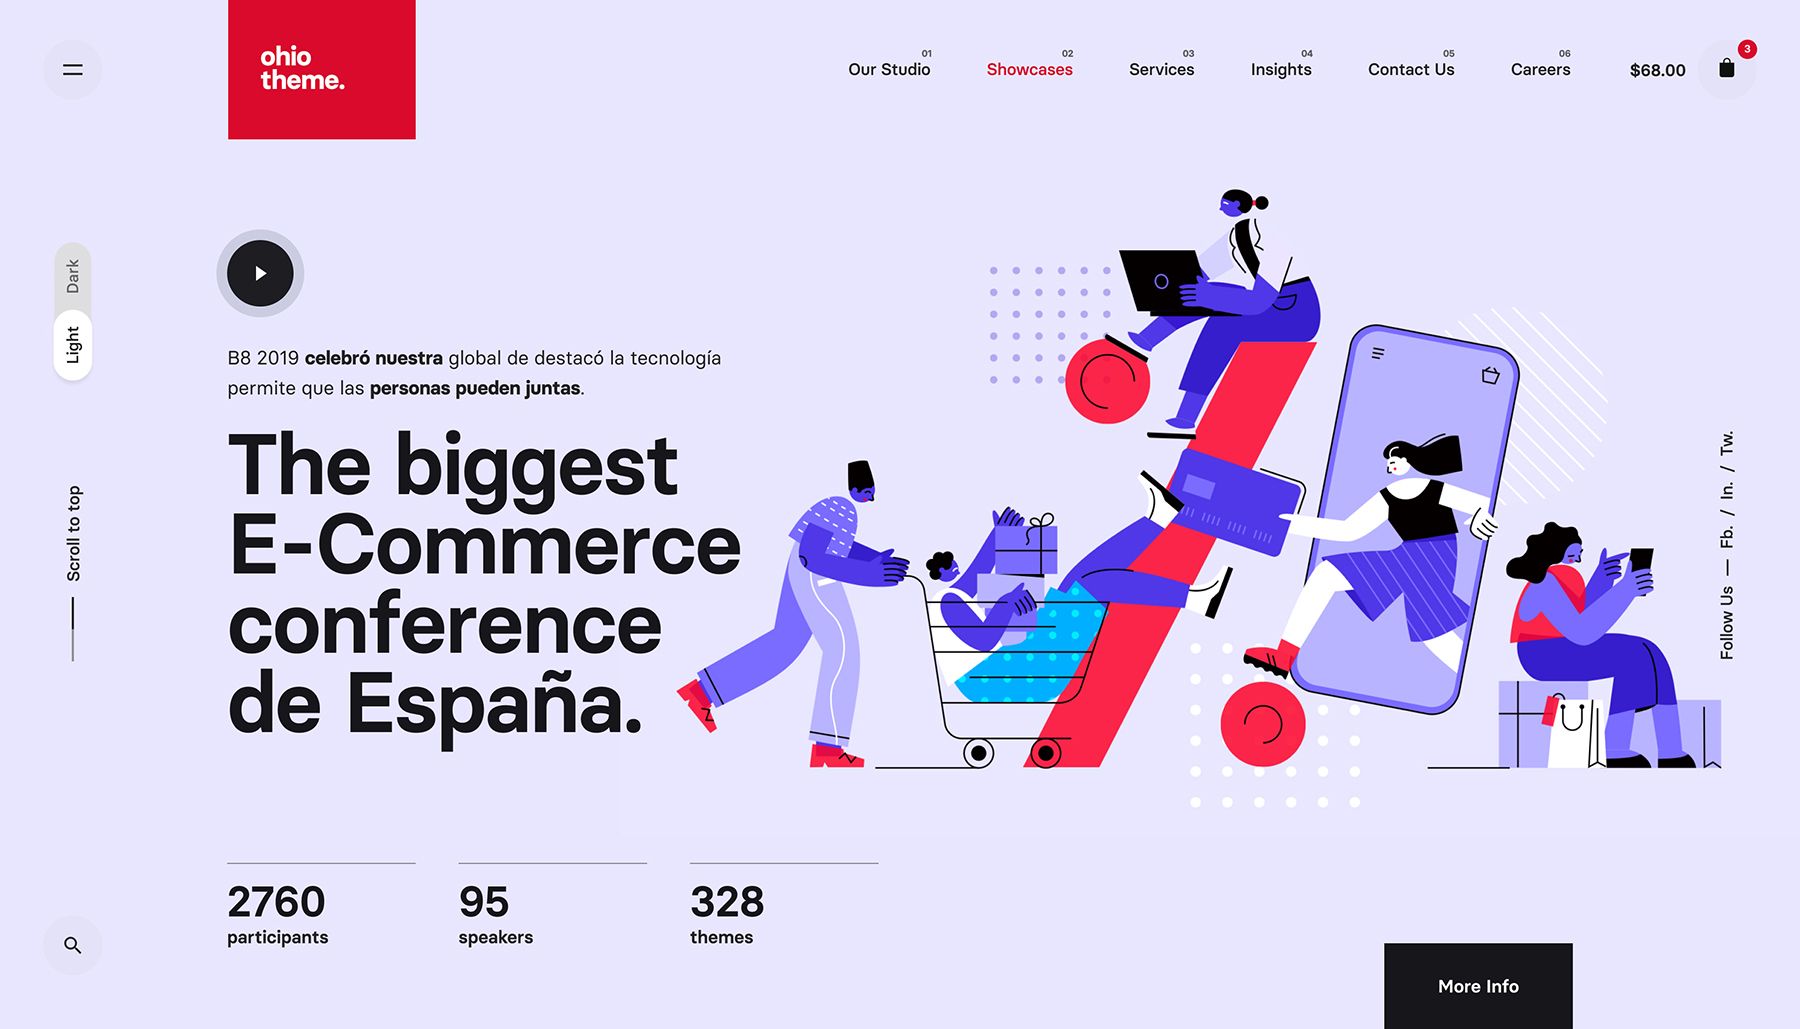 ohio
theme.
01
Our Studio
02
Showcases
03
Services
04
Insights
05
Contact Us
06
Careers
$68.00
3
Dark
Light
Scroll to top
B8 2019 celebró nuestra global de destacó la tecnología
permite que las personas pueden juntas.
The biggest
E-Commerce
conference
de España.
Follow Us — Fb. / In. / Tw.
2760
participants
95
speakers
328
themes
More Info